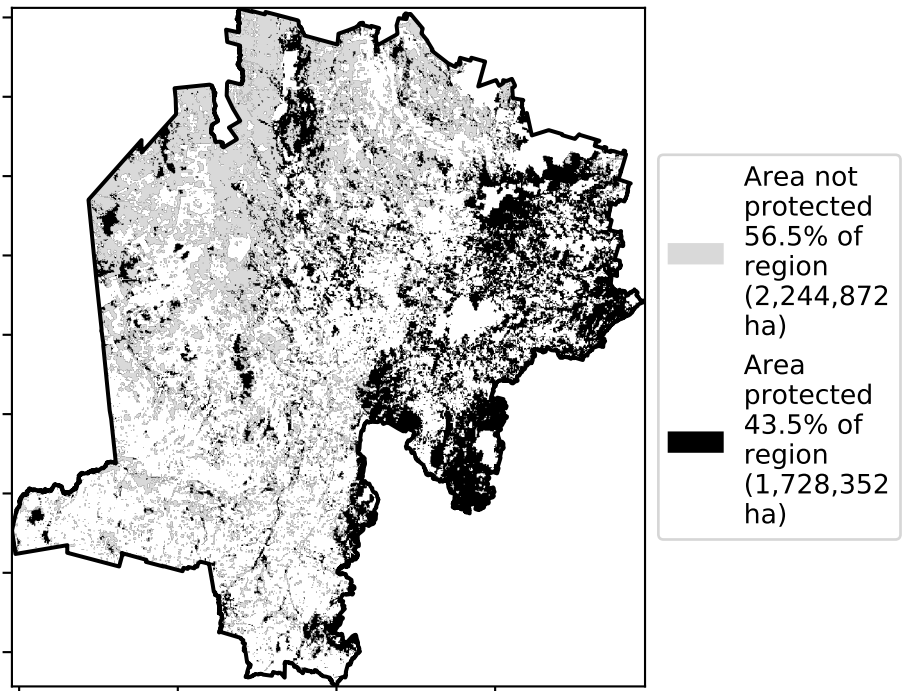 Area not
protected
56.5% of
region
(2,244,872
ha)
Area
protected
43.5% of
region
(1,728,352
ha)